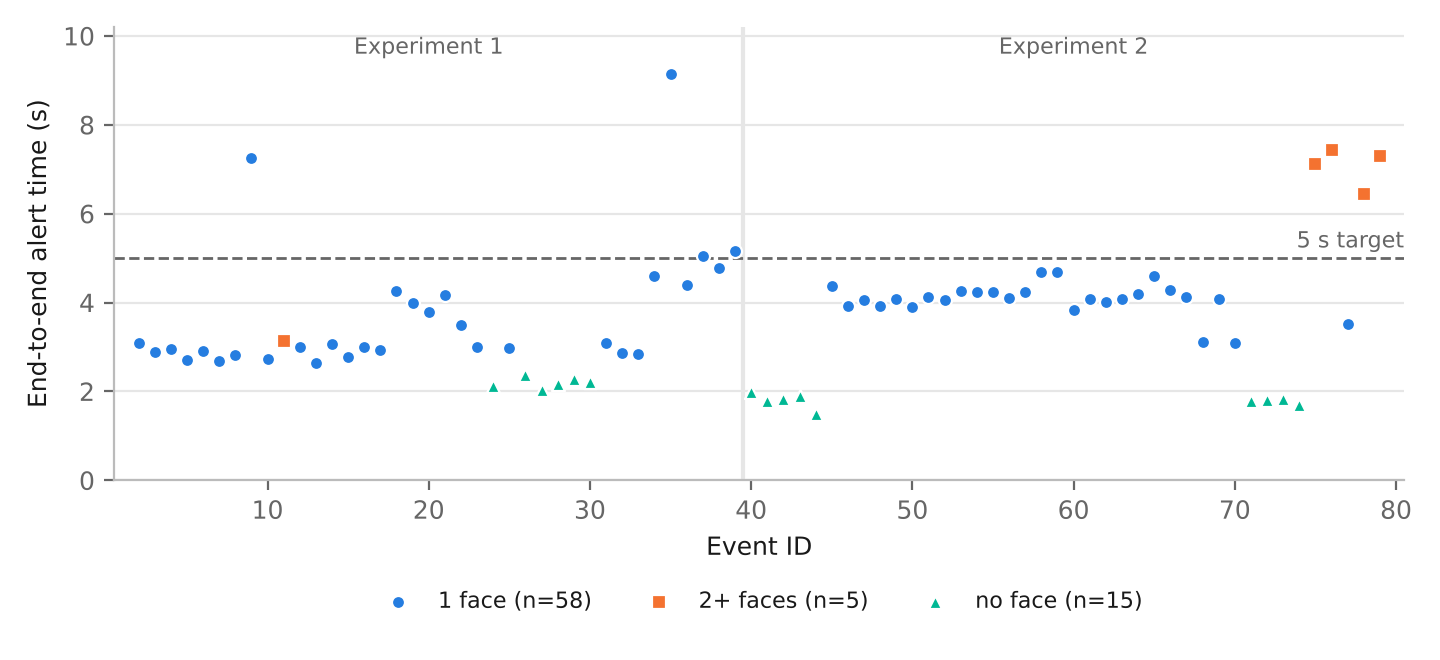 Experiment 1
Experiment 2
10
8
6
4
2
0
End-to-end alert time (s)
5 s target
10 20 30 40 50 60 70 80
Event ID
1 face (n=58) 2+ faces (n=5) no face (n=15)